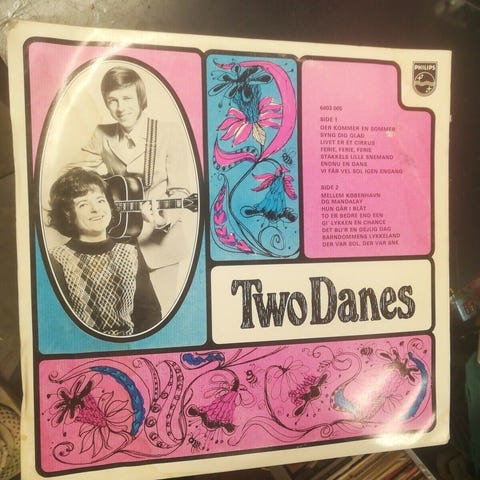 PHILIPS
6403 005
SIDE 1
DER KOMMER EN SOMMER
SYNG DIG GLAD
LIVET ER ET CIRKUS
FERIE, FERIE, FERIE
STAKKELS LILLE SNEMAND
ENDNU EN DANS
VI FÅR VEL SOL IGEN ENGANG
SIDE 2
MELLEM KØBENHAVN
OG MANDALAY
HUN GÅR I BLÅT
TO ER BEDRE END EEN
GI' LYKKEN EN CHANCE
DET BLI'R EN DEJLIG DAG
BARNDOMMENS LYKKELAND
DER VAR SOL, DER VAR SNE
Two Danes